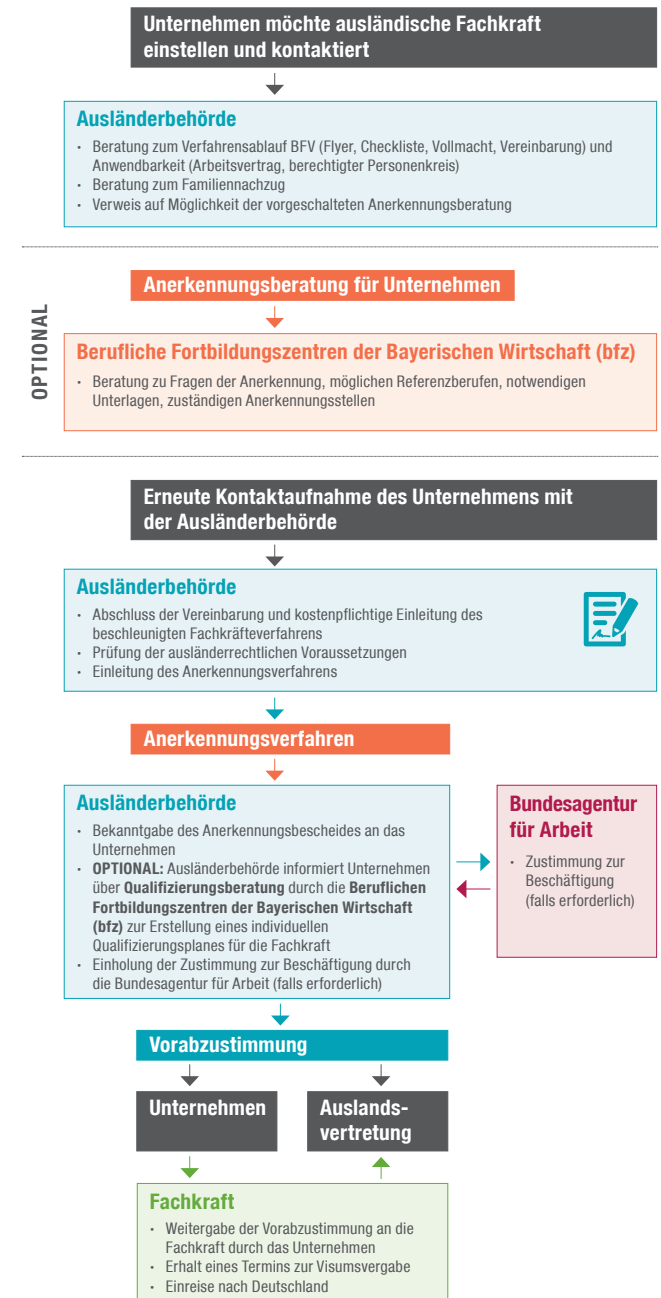 Unternehmen möchte ausländische Fachkraft
einstellen und kontaktiert
Ausländerbehörde
· Beratung zum Verfahrensablauf BFV (Flyer, Checkliste, Vollmacht, Vereinbarung) und
Anwendbarkeit (Arbeitsvertrag, berechtigter Personenkreis)
· Beratung zum Familiennachzug
· Verweis auf Möglichkeit der vorgeschalteten Anerkennungsberatung
OPTIONAL
Anerkennungsberatung für Unternehmen
Berufliche Fortbildungszentren der Bayerischen Wirtschaft (bfz)
· Beratung zu Fragen der Anerkennung, möglichen Referenzberufen, notwendigen
Unterlagen, zuständigen Anerkennungsstellen
Erneute Kontaktaufnahme des Unternehmens mit
der Ausländerbehörde
Ausländerbehörde
· Abschluss der Vereinbarung und kostenpflichtige Einleitung des
beschleunigten Fachkräfteverfahrens
· Prüfung der ausländerrechtlichen Voraussetzungen
· Einleitung des Anerkennungsverfahrens
Anerkennungsverfahren
Ausländerbehörde
· Bekanntgabe des Anerkennungsbescheides an das
Unternehmen
· OPTIONAL: Ausländerbehörde informiert Unternehmen
über Qualifizierungsberatung durch die Beruflichen
Fortbildungszentren der Bayerischen Wirtschaft
(bfz) zur Erstellung eines individuellen
Qualifizierungsplanes für die Fachkraft
· Einholung der Zustimmung zur Beschäftigung durch
die Bundesagentur für Arbeit (falls erforderlich)
Bundesagentur
für Arbeit
· Zustimmung zur
Beschäftigung
(falls erforderlich)
Vorabzustimmung
Unternehmen
Auslands-
vertretung
Fachkraft
· Weitergabe der Vorabzustimmung an die
Fachkraft durch das Unternehmen
· Erhalt eines Termins zur Visumsvergabe
· Einreise nach Deutschland